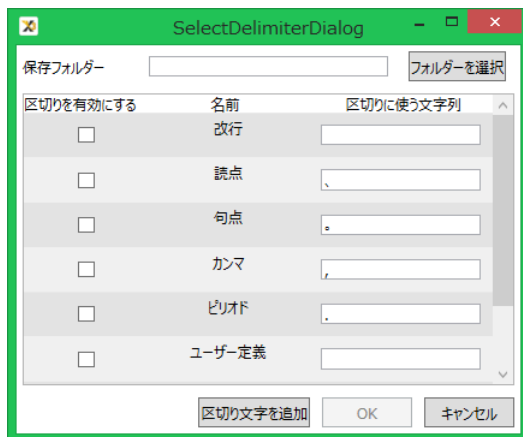 SelectDelimiterDialog
保存フォルダー フォルダーを選択
区切りを有効にする 名前 区切りに使う文字列
改行
読点 、
句点 。
カンマ ,
ピリオド .
ユーザー定義
区切り文字を追加 OK キャンセル